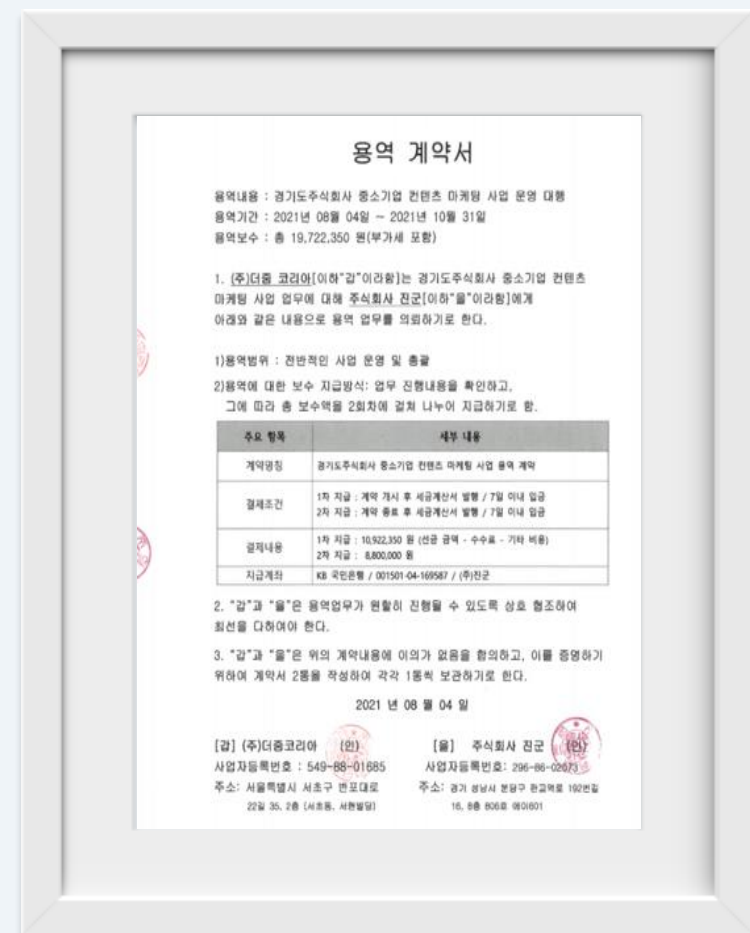 용역 계약서
용역내용 : 경기도주식회사 중소기업 컨텐츠 마케팅 사업 운영 대행
용역기간 : 2021년 08월 04일 ~ 2021년 10월 31일
용역보수 : 총 19,722,350 원(부가세 포함)
1. (주)더중 코리아[이하"갑"이라함]는 경기도주식회사 중소기업 컨텐츠
마케팅 사업 업무에 대해 주식회사 진군[이하"을"이라함]에게
아래와 같은 내용으로 용역 업무를 의뢰하기로 한다.
1)용역범위 : 전반적인 사업 운영 및 총괄
2)용역에 대한 보수 지급방식: 업무 진행내용을 확인하고,
그에 따라 총 보수액을 2회차에 걸쳐 나누어 지급하기로 함.
주요 항목 세부 내용
계약명칭 경기도주식회사 중소기업 컨텐츠 마케팅 사업 용역 계약
결제조건 1차 지급 : 계약 개시 후 세금계산서 발행 / 7일 이내 입금
2차 지급 : 계약 종료 후 세금계산서 발행 / 7일 이내 입금
결제내용 1차 지급 : 10,922,350 원 (선금 금액 - 수수료 - 기타 비용)
2차 지급 : 8,800,000 원
지급계좌 KB 국민은행 / 001501-04-169587 / (주)진군
2. "갑"과 "을"은 용역업무가 원활히 진행될 수 있도록 상호 협조하여
최선을 다하여야 한다.
3. "갑"과 "을"은 위의 계약내용에 이의가 없음을 합의하고, 이를 증명하기
위하여 계약서 2통을 작성하여 각각 1통씩 보관하기로 한다.
2021 년 08 월 04 일
[갑] (주)더중코리아 (인) [을] 주식회사 진군 (인)
사업자등록번호 : 549-88-01685 사업자등록번호: 296-86-02673
주소: 서울특별시 서초구 반포대로 주소: 경기 성남시 분당구 판교역로 192번길
22길 35, 2층 (서초동, 서현빌딩) 16, 8층 806호 에이601